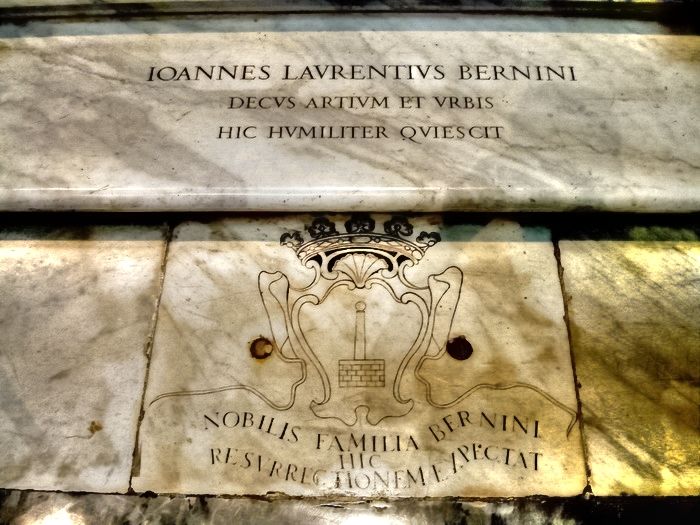 IOANNES LAVRENTIVS BERNINI
DECVS ARTIVM ET VRBIS
HIC HVMILITER QVIESCIT
NOBILIS FAMILIA BERNINI
HIC
RESVRRECTIONEM EXPECTAT